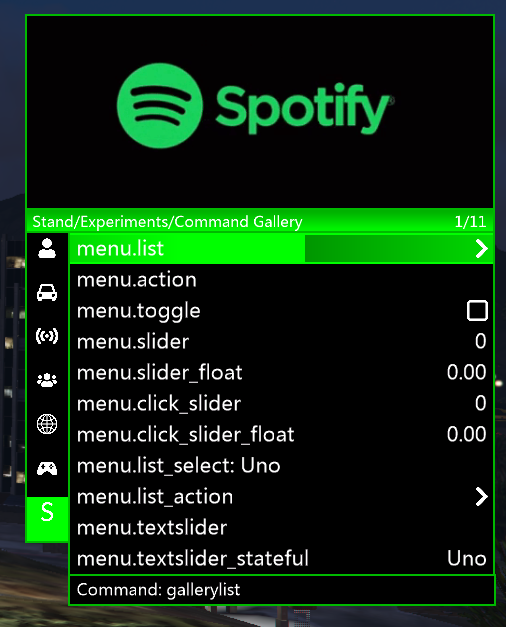 Spotify
Stand/Experiments/Command Gallery 1/11
menu.list
menu.action
menu.toggle
menu.slider 0
menu.slider_float 0.00
menu.click_slider 0
menu.click_slider_float 0.00
menu.list_select: Uno
menu.list_action
menu.textslider
menu.textslider_stateful Uno
S
Command: gallerylist